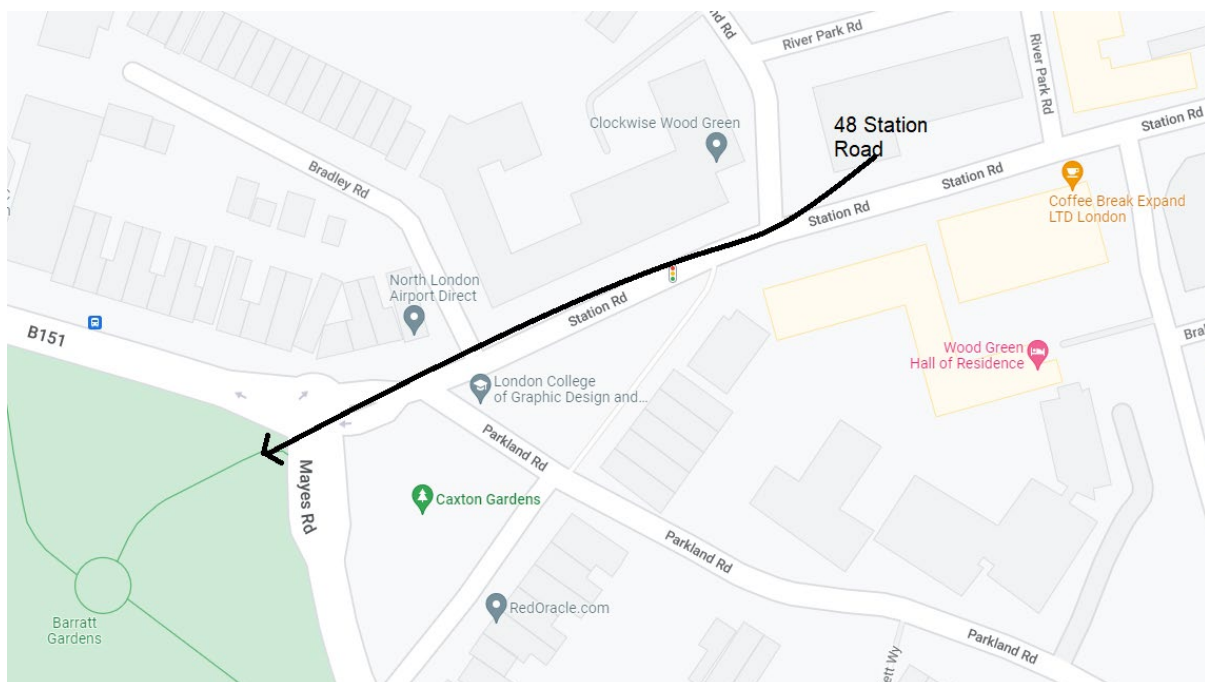 River Park Rd
River Park Rd
Clockwise Wood Green
48 Station
Road
Station Rd
Station Rd
Station Rd
Bradley Rd
Coffee Break Expand
LTD London
North London
Airport Direct
Station Rd
B151
Wood Green
Hall of Residence
London College
of Graphic Design and...
Parkland Rd
Mayes Rd
Caxton Gardens
Parkland Rd
RedOracle.com
Barratt
Gardens
Parkland Rd